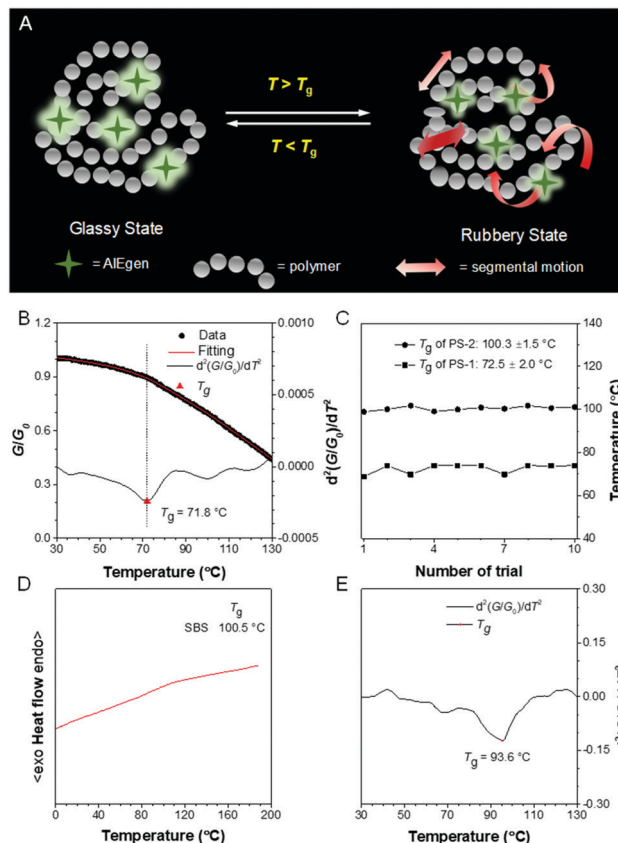 A
T > Tg
T < Tg
Glassy State
Rubbery State
= AIEgen
= polymer
= segmental motion
B
1.2
0.9
0.6
0.3
0.0
G/G0
Data
Fitting
d²(G/G0)/dT²
Tg
Tg = 71.8 °C
0.0010
0.0005
0.0000
-0.0005
d²(G/G0)/dT²
30 50 70 90 110 130
Temperature (°C)
C
Tg of PS-2: 100.3 ±1.5 °C
Tg of PS-1: 72.5 ± 2.0 °C
140
120
100
80
60
40
Temperature (°C)
1 4 7 10
Number of trial
D
Tg
SBS 100.5 °C
<exo Heat flow endo>
0 40 80 120 160 200
Temperature (°C)
E
d²(G/G0)/dT²
Tg
Tg = 93.6 °C
0.30
0.15
0.00
-0.15
-0.30
30 50 70 90 110 130
Temperature (°C)